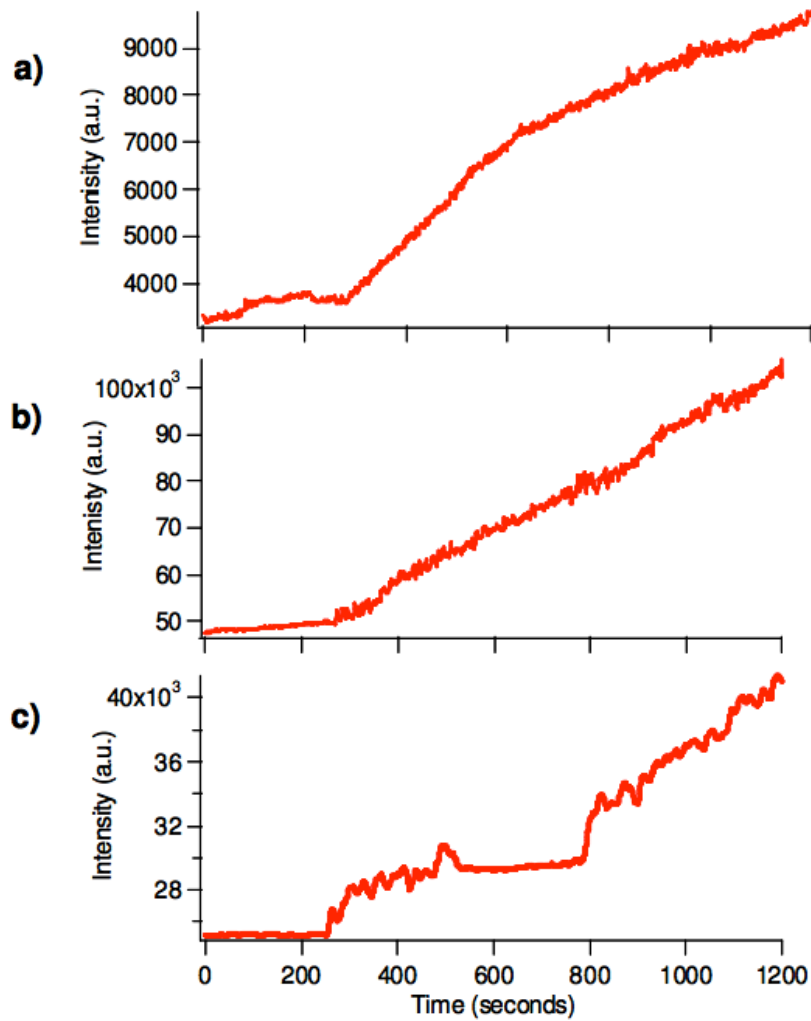 a)
Intenisity (a.u.)
9000
8000
7000
6000
5000
4000
b)
Intenisty (a.u.)
100x10³
90
80
70
60
50
c)
Intensity (a.u.)
40x10³
36
32
28
0 200 400 600 800 1000 1200
Time (seconds)